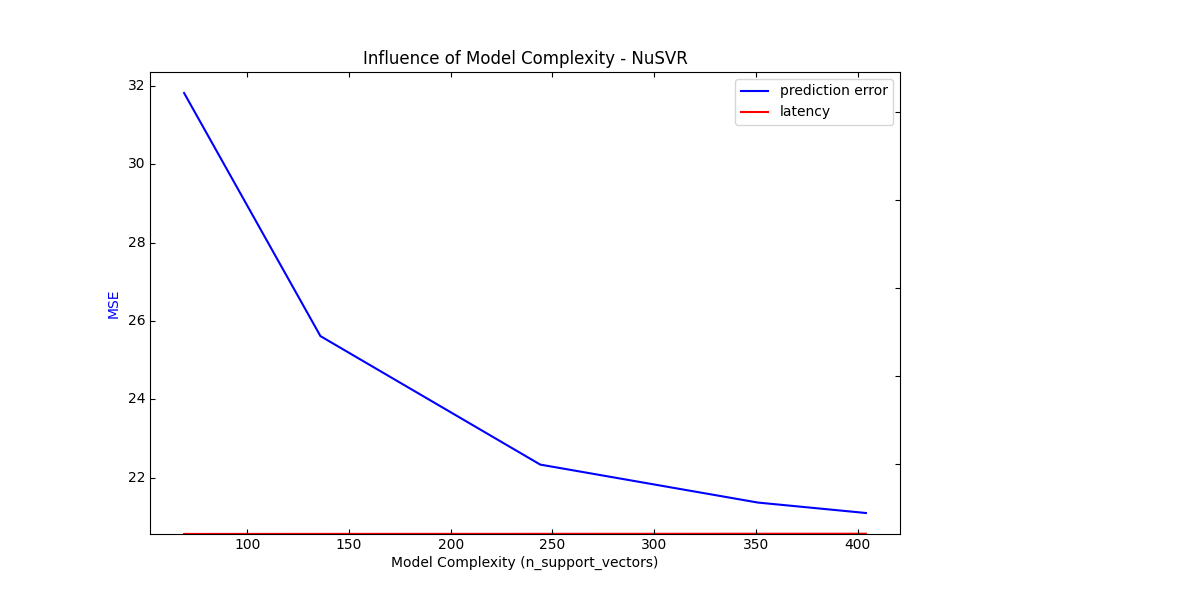 Influence of Model Complexity - NuSVR
prediction error
latency
MSE
32
30
28
26
24
22
100 150 200 250 300 350 400
Model Complexity (n_support_vectors)